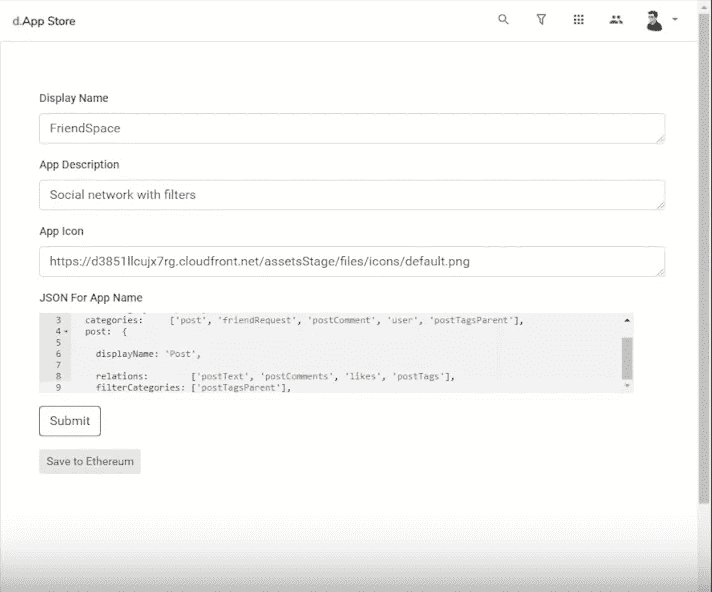 d.App Store
Display Name
FriendSpace
App Description
Social network with filters
App Icon
https://d3851llcujx7rg.cloudfront.net/assetsStage/files/icons/default.png
JSON For App Name
3 categories: ['post', 'friendRequest', 'postComment', 'user', 'postTagsParent'],
4 post: {
5
6 displayName: 'Post',
7
8 relations: ['postText', 'postComments', 'likes', 'postTags'],
9 filterCategories: ['postTagsParent'],
Submit
Save to Ethereum